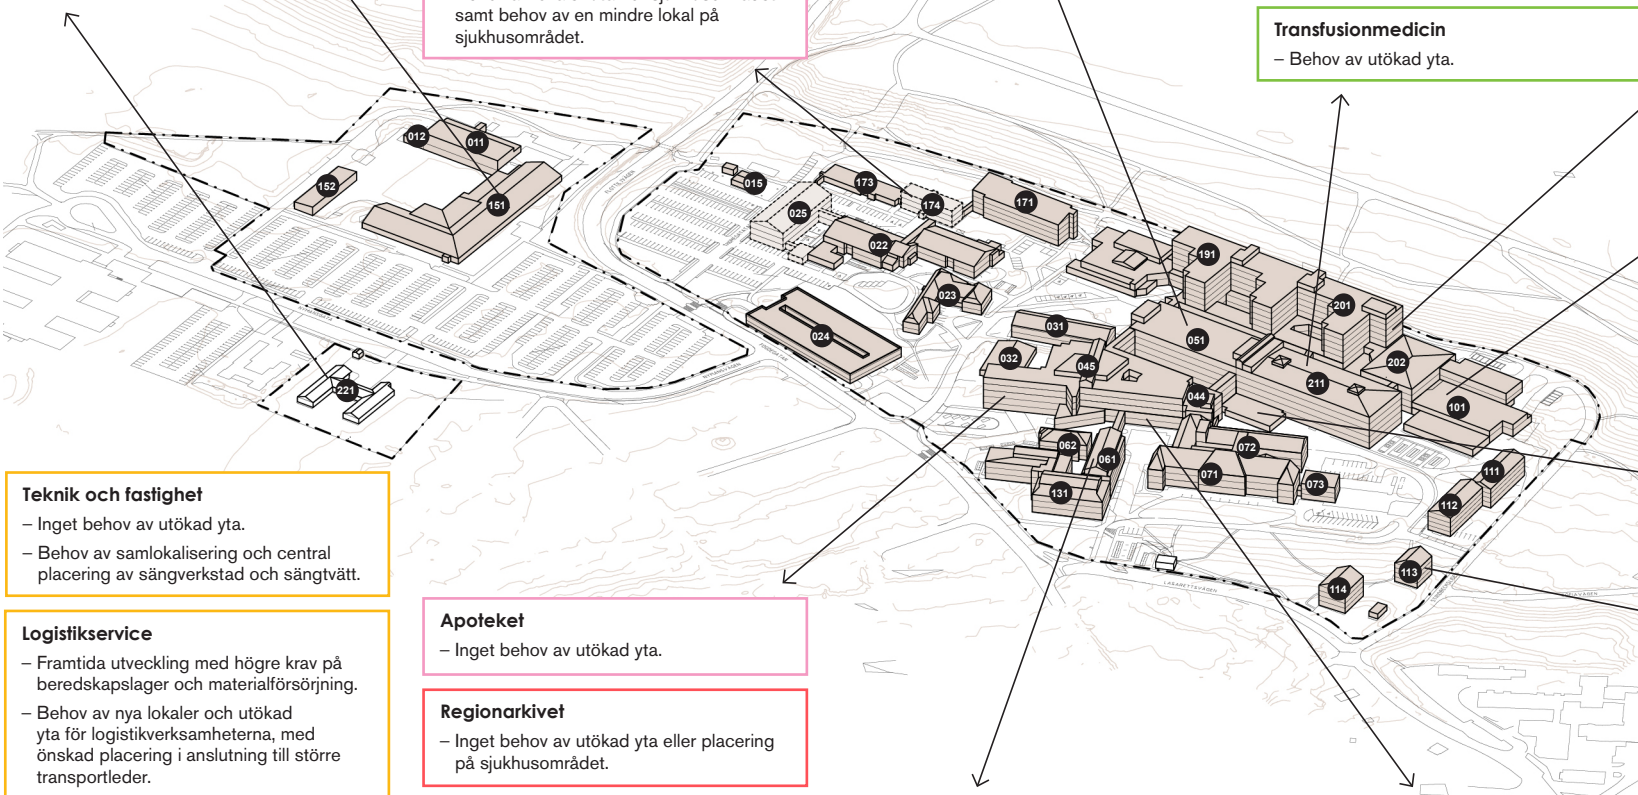 samt behov av en mindre lokal på
sjukhusområdet.
Transfusionmedicin
– Behov av utökad yta.
012
011
152
151
015
173
174
025
171
022
191
023
201
024
031
051
032
045
202
211
044
101
221
062
061
072
071
131
073
111
112
113
114
LASARETTSVÄGEN
Teknik och fastighet
– Inget behov av utökad yta.
– Behov av samlokalisering och central
placering av sängverkstad och sängtvätt.
Logistikservice
– Framtida utveckling med högre krav på
beredskapslager och materialförsörjning.
– Behov av nya lokaler och utökad
yta för logistikverksamheterna, med
önskad placering i anslutning till större
transportleder.
Apoteket
– Inget behov av utökad yta.
Regionarkivet
– Inget behov av utökad yta eller placering
på sjukhusområdet.